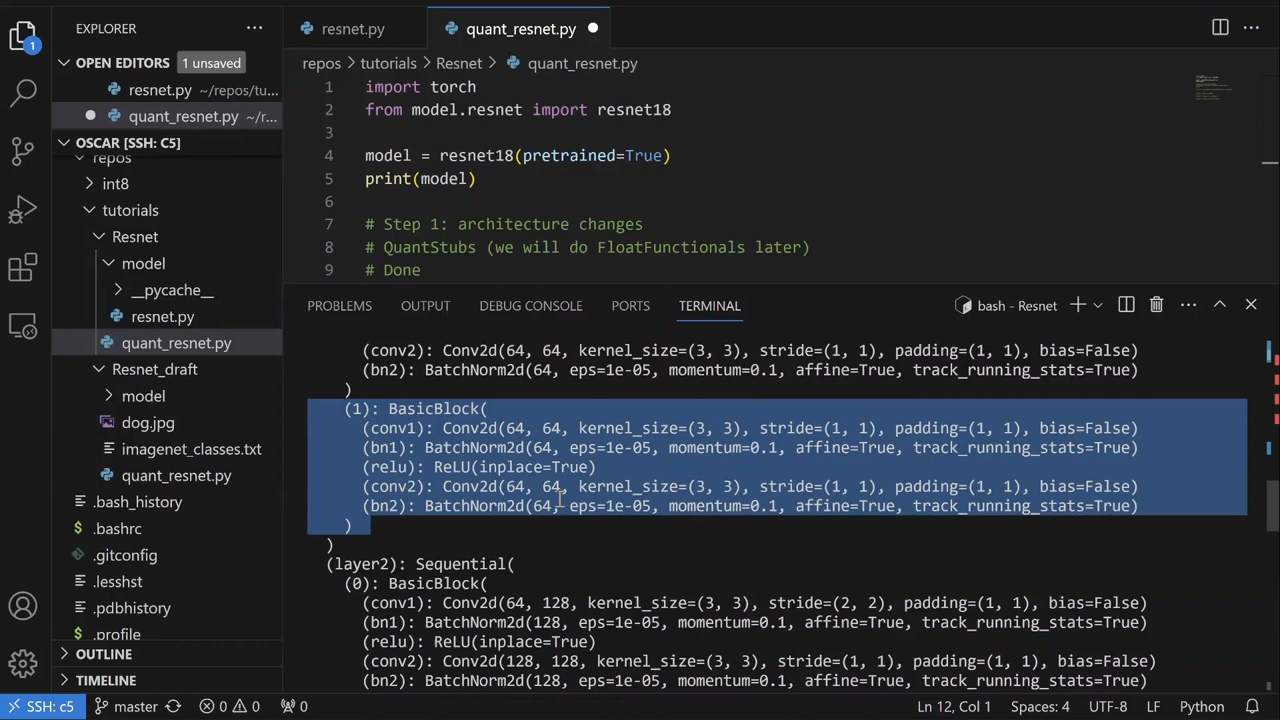 EXPLORER
OPEN EDITORS 1 unsaved
resnet.py ~/repos/tu...
quant_resnet.py ~/r...
OSCAR [SSH: C5]
repos
int8
tutorials
Resnet
model
__pycache__
resnet.py
quant_resnet.py
Resnet_draft
model
dog.jpg
imagenet_classes.txt
quant_resnet.py
.bash_history
.bashrc
.gitconfig
.lesshst
.pdbhistory
.profile
OUTLINE
TIMELINE
1
resnet.py quant_resnet.py
repos tutorials Resnet quant_resnet.py
1 import torch
2 from model.resnet import resnet18
3
4 model = resnet18(pretrained=True)
5 print(model)
6
7 # Step 1: architecture changes
8 # QuantStubs (we will do FloatFunctionals later)
9 # Done
PROBLEMS OUTPUT DEBUG CONSOLE PORTS TERMINAL bash - Resnet
(conv2): Conv2d(64, 64, kernel_size=(3, 3), stride=(1, 1), padding=(1, 1), bias=False)
(bn2): BatchNorm2d(64, eps=1e-05, momentum=0.1, affine=True, track_running_stats=True)
)
(1): BasicBlock(
(conv1): Conv2d(64, 64, kernel_size=(3, 3), stride=(1, 1), padding=(1, 1), bias=False)
(bn1): BatchNorm2d(64, eps=1e-05, momentum=0.1, affine=True, track_running_stats=True)
(relu): ReLU(inplace=True)
(conv2): Conv2d(64, 64, kernel_size=(3, 3), stride=(1, 1), padding=(1, 1), bias=False)
(bn2): BatchNorm2d(64, eps=1e-05, momentum=0.1, affine=True, track_running_stats=True)
)
)
(layer2): Sequential(
(0): BasicBlock(
(conv1): Conv2d(64, 128, kernel_size=(3, 3), stride=(2, 2), padding=(1, 1), bias=False)
(bn1): BatchNorm2d(128, eps=1e-05, momentum=0.1, affine=True, track_running_stats=True)
(relu): ReLU(inplace=True)
(conv2): Conv2d(128, 128, kernel_size=(3, 3), stride=(1, 1), padding=(1, 1), bias=False)
(bn2): BatchNorm2d(128, eps=1e-05, momentum=0.1, affine=True, track_running_stats=True)
SSH: c5 master 0 0 0 Ln 12, Col 1 Spaces: 4 UTF-8 LF Python